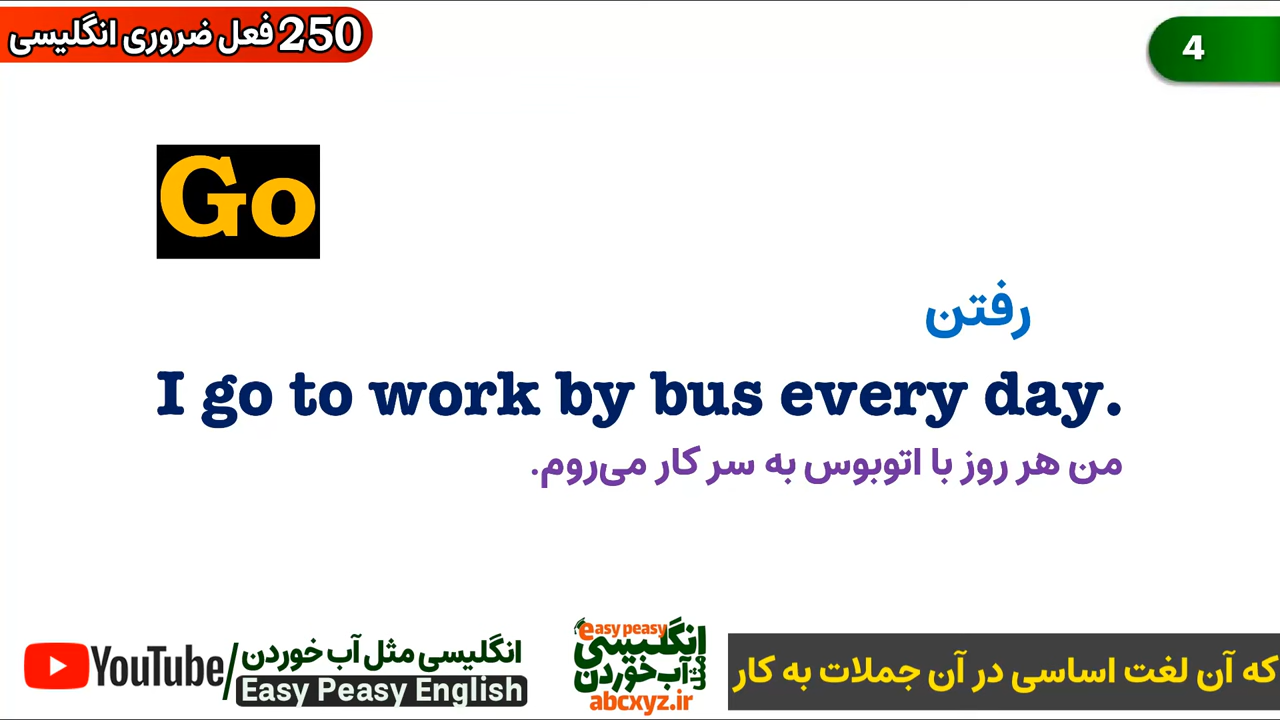 250 فعل ضروری انگلیسی
4
Go
رفتن
I go to work by bus every day.
من هر روز با اتوبوس به سر کار می‌روم.
YouTube/انگلیسی مثل آب خوردن
Easy Peasy English
easy peasy
انگلیسی
مثل آب خوردن
abcxyz.ir
که آن لغت اساسی در آن جملات به کار